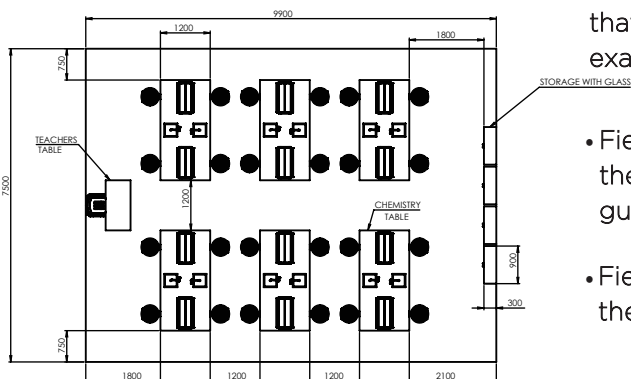 9900
1200
1800
750
STORAGE WITH GLASS
TEACHERS
TABLE
7500
1200
CHEMISTRY
TABLE
900
300
750
1800
1200
1200
2100
that
exa
• Fie
the
gu
• Fie
the